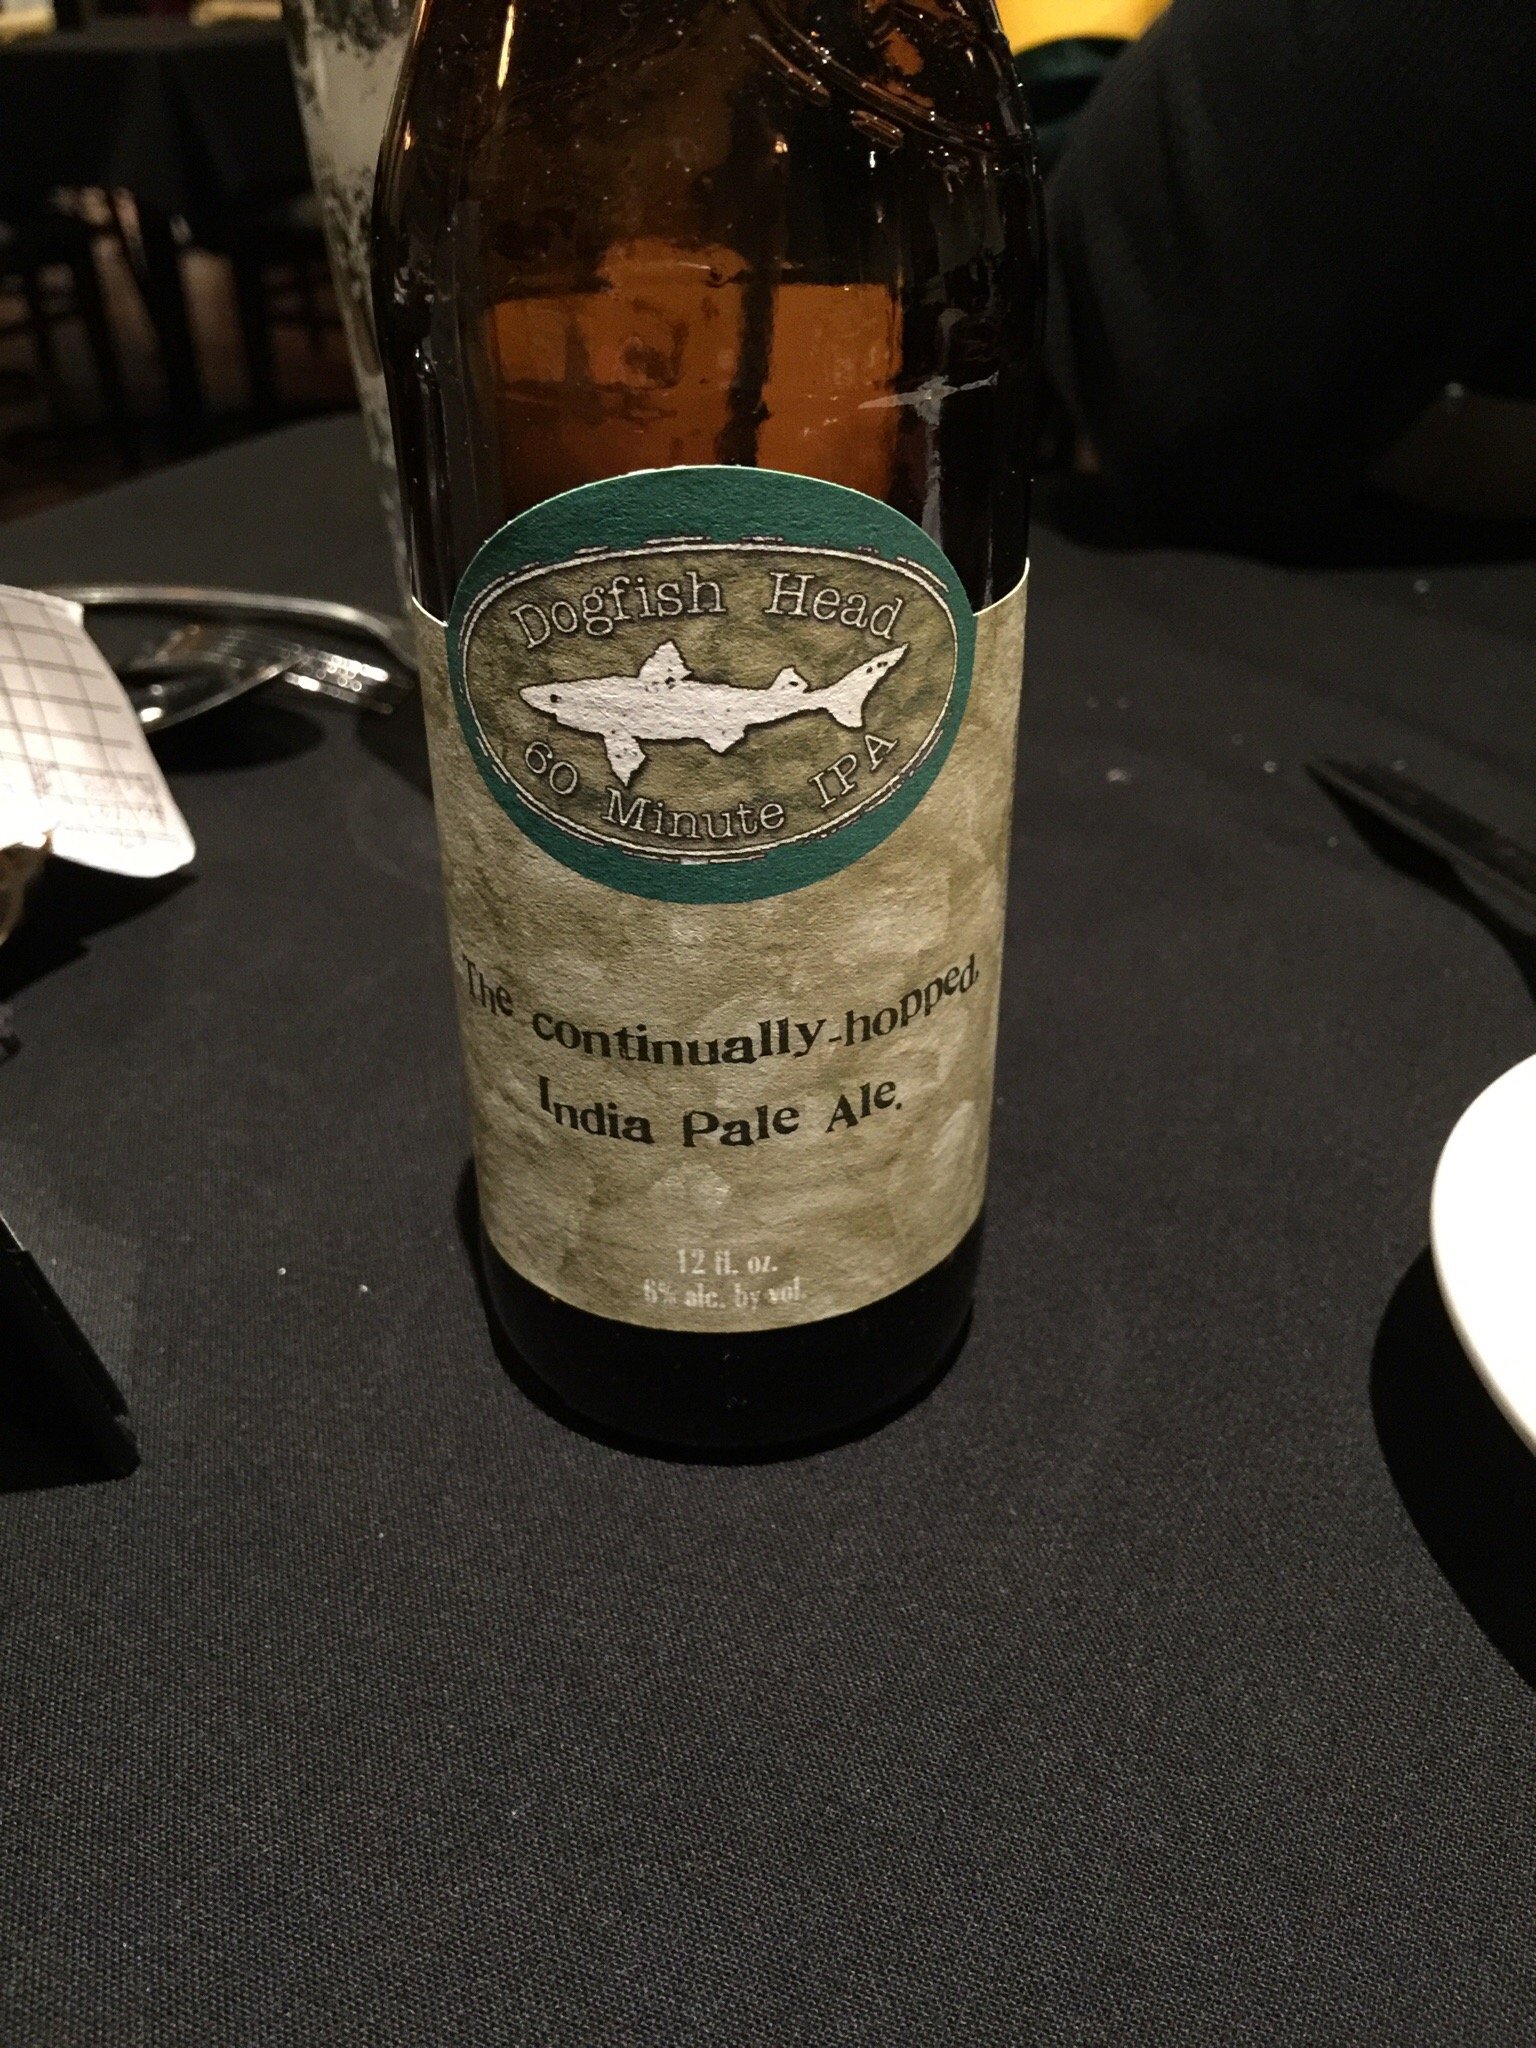 Dogfish Head
60 Minute IPA
The continually-hopped
India Pale Ale.
12 fl. oz.
6% alc. by vol.